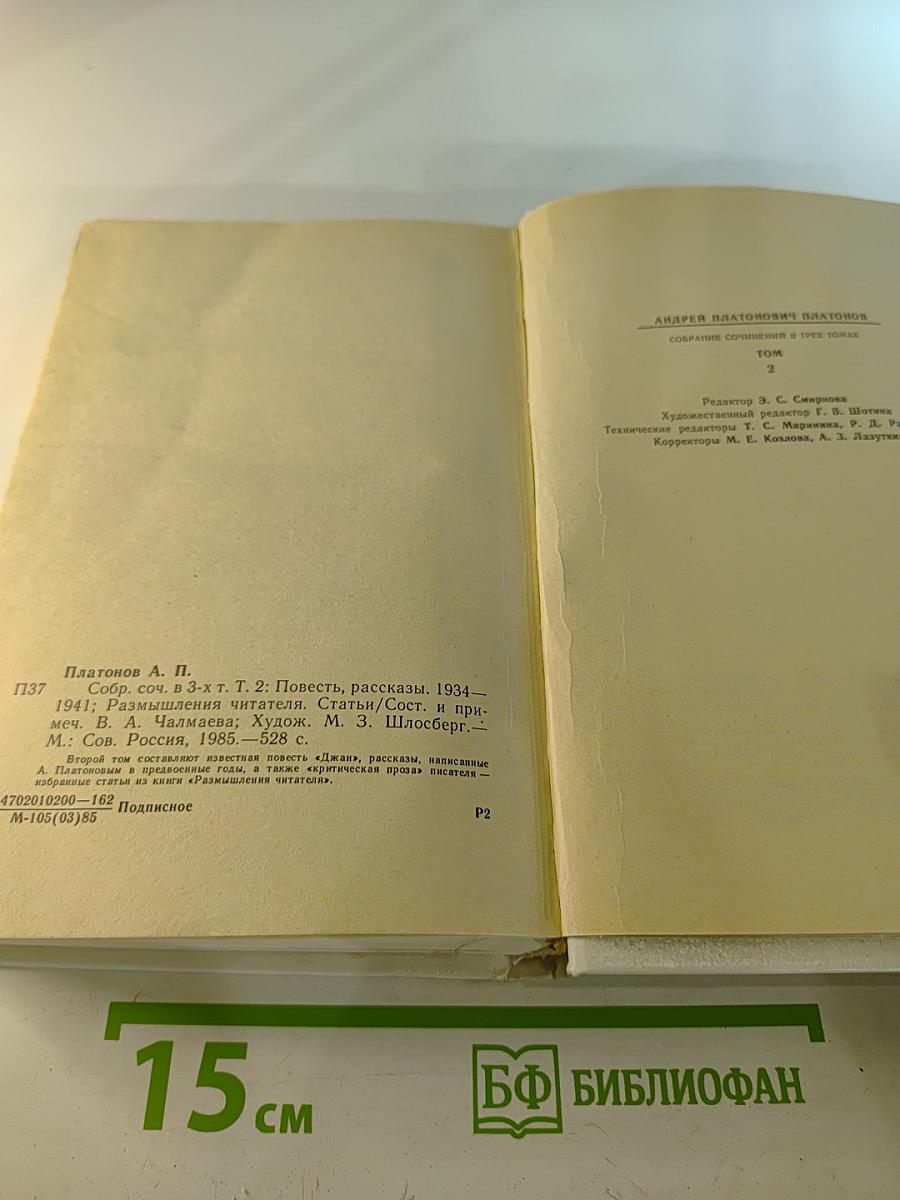 Платонов А. П.
П37 Собр. соч. в 3-х т. Т. 2: Повесть, рассказы. 1934—
1941; Размышления читателя. Статьи/Сост. и при-
меч. В. А. Чалмаева; Худож. М. З. Шлосберг.—
М.: Сов. Россия, 1985.—528 с.
Второй том составляют известная повесть «Джан», рассказы, написанные
А. Платоновым в предвоенные годы, а также «критическая проза» писателя —
избранные статьи из книги «Размышления читателя».
4702010200—162
М-105(03)85
Подписное
Р2
АНДРЕЙ ПЛАТОНОВИЧ ПЛАТОНОВ
СОБРАНИЕ СОЧИНЕНИЙ В ТРЕХ ТОМАХ
ТОМ
2
Редактор Э. С. Смирнова
Художественный редактор Г. В. Шотина
Технические редакторы Т. С. Маринина, Р. Д.
Корректоры М. Е. Козлова, А. З.
15 см
БФ БИБЛИОФАН